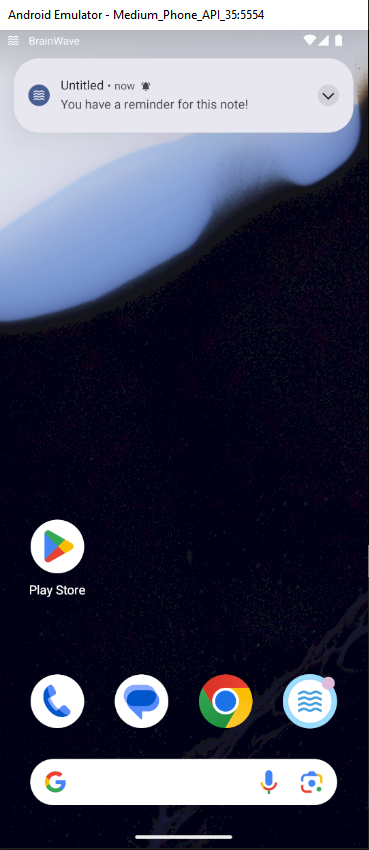 Android Emulator - Medium_Phone_API_35:5554
BrainWave
Untitled • now
You have a reminder for this note!
Play Store
G